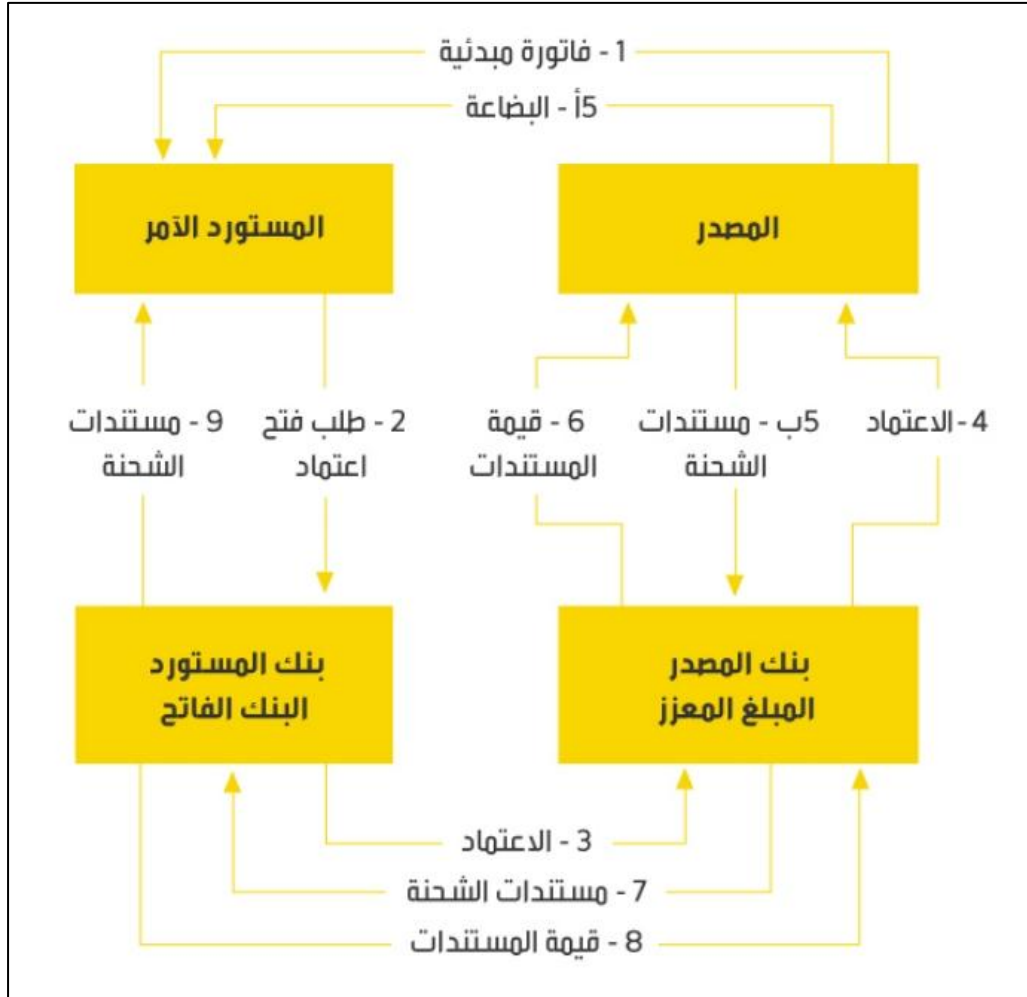 1 - فاتورة مبدئية
5أ - البضاعة
المصدر
المستورد الآمر
4 - الاعتماد
5ب - مستندات
الشحنة
6 - قيمة
المستندات
2 - طلب فتح
اعتماد
9 - مستندات
الشحنة
بنك المصدر
المبلغ المعزز
بنك المستورد
البنك الفاتح
3 - الاعتماد
7 - مستندات الشحنة
8 - قيمة المستندات